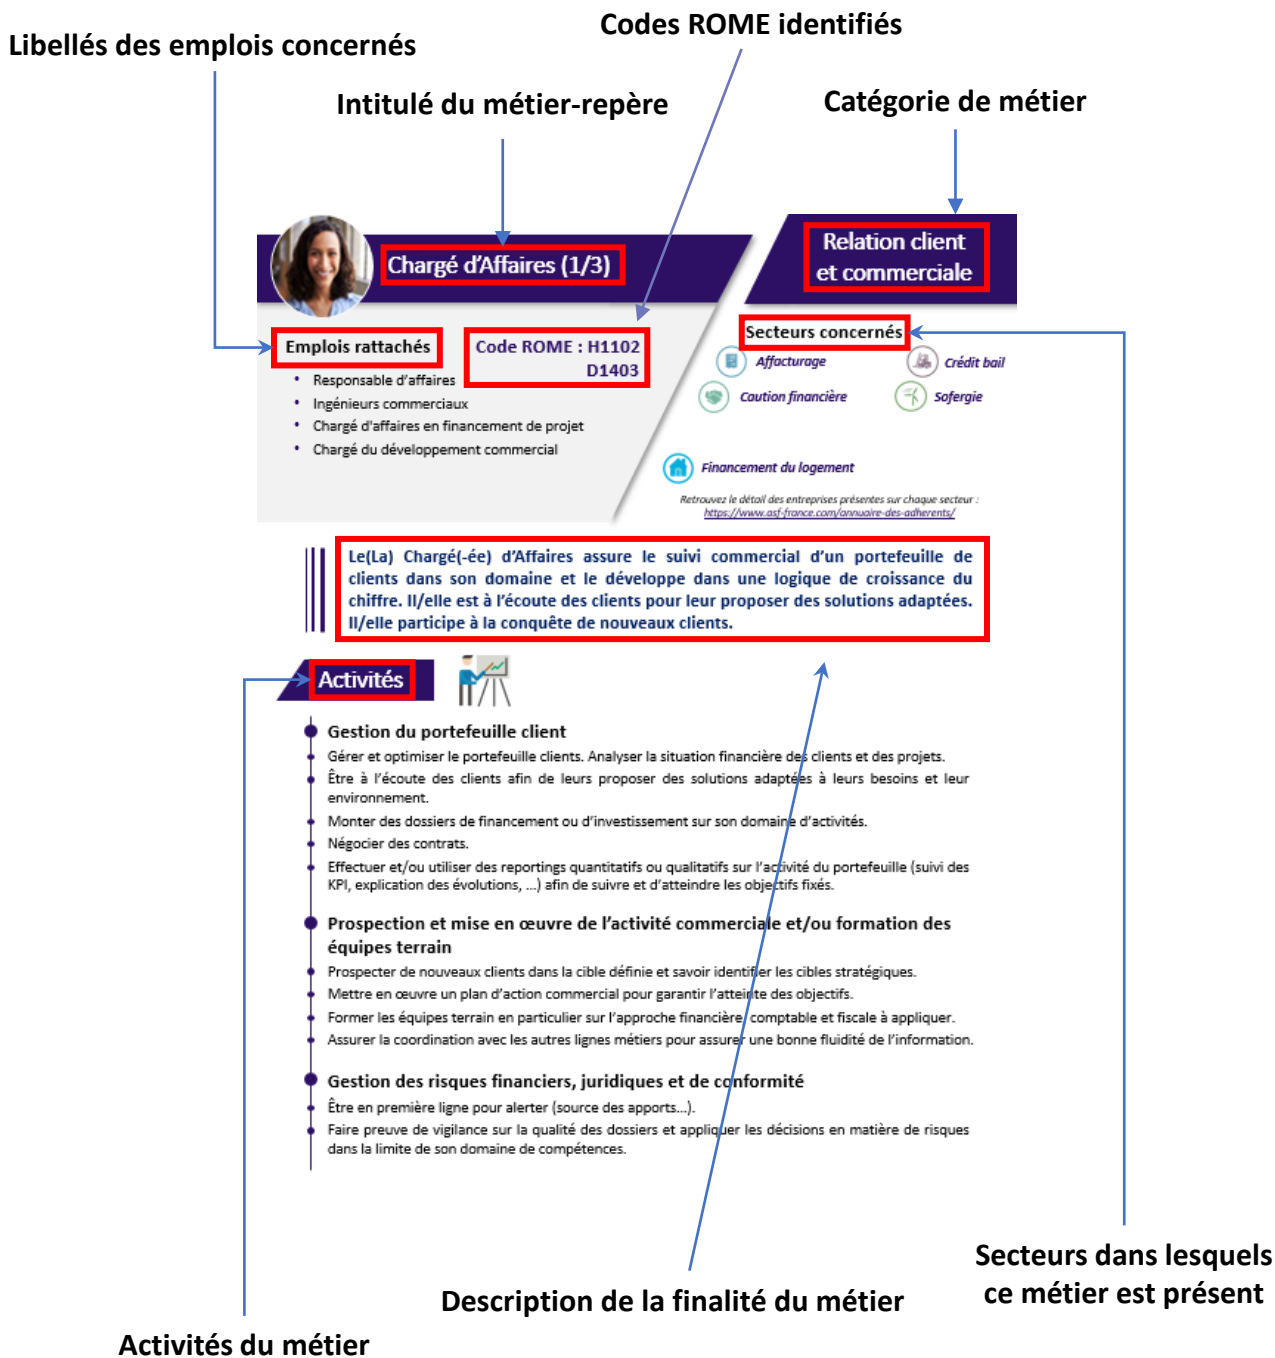 Codes ROME identifiés
Libellés des emplois concernés
Intitulé du métier-repère
Catégorie de métier
Chargé d'Affaires (1/3)
Relation client
et commerciale
Emplois rattachés
Code ROME : H1102
D1403
• Responsable d'affaires
• Ingénieurs commerciaux
• Chargé d'affaires en financement de projet
• Chargé du développement commercial
Secteurs concernés
Affacturage
Crédit bail
Caution financière
Sofergie
Financement du logement
Retrouvez le détail des entreprises présentes sur chaque secteur :
https://www.asf-france.com/annuaire-des-adherents/
Le(La) Chargé(-ée) d'Affaires assure le suivi commercial d'un portefeuille de
clients dans son domaine et le développe dans une logique de croissance du
chiffre. Il/elle est à l'écoute des clients pour leur proposer des solutions adaptées.
Il/elle participe à la conquête de nouveaux clients.
Activités
Gestion du portefeuille client
Gérer et optimiser le portefeuille clients. Analyser la situation financière des clients et des projets.
Être à l'écoute des clients afin de leurs proposer des solutions adaptées à leurs besoins et leur
environnement.
Monter des dossiers de financement ou d'investissement sur son domaine d'activités.
Négocier des contrats.
Effectuer et/ou utiliser des reportings quantitatifs ou qualitatifs sur l'activité du portefeuille (suivi des
KPI, explication des évolutions, ...) afin de suivre et d'atteindre les objectifs fixés.
Prospection et mise en œuvre de l'activité commerciale et/ou formation des
équipes terrain
Prospecter de nouveaux clients dans la cible définie et savoir identifier les cibles stratégiques.
Mettre en œuvre un plan d'action commercial pour garantir l'atteinte des objectifs.
Former les équipes terrain en particulier sur l'approche financière, comptable et fiscale à appliquer.
Assurer la coordination avec les autres lignes métiers pour assurer une bonne fluidité de l'information.
Gestion des risques financiers, juridiques et de conformité
Être en première ligne pour alerter (source des apports...).
Faire preuve de vigilance sur la qualité des dossiers et appliquer les décisions en matière de risques
dans la limite de son domaine de compétences.
Secteurs dans lesquels
ce métier est présent
Description de la finalité du métier
Activités du métier